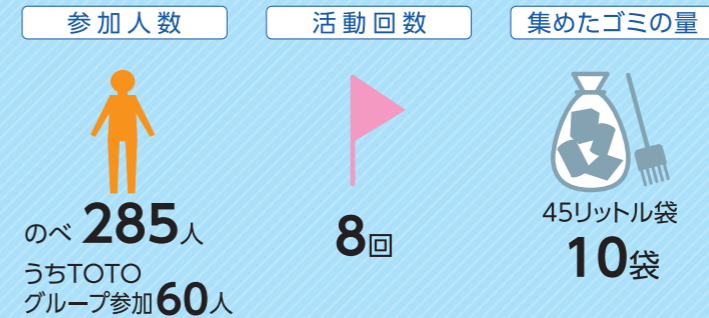 参加人数
のべ 285人
うちTOTO
グループ参加60人
活動回数
8回
集めたゴミの量
45リットル袋
10袋